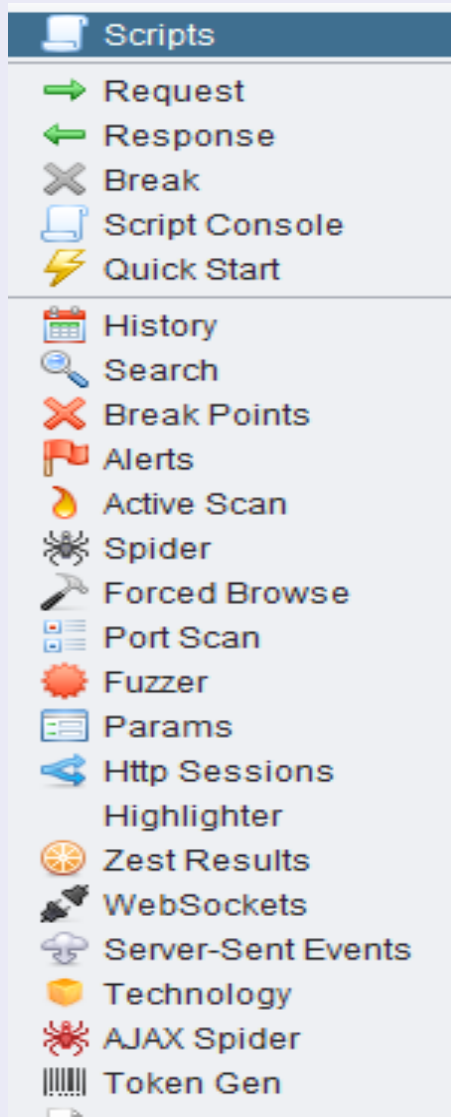 Scripts
Request
Response
Break
Script Console
Quick Start
History
Search
Break Points
Alerts
Active Scan
Spider
Forced Browse
Port Scan
Fuzzer
Params
Http Sessions
Highlighter
Zest Results
WebSockets
Server-Sent Events
Technology
AJAX Spider
Token Gen